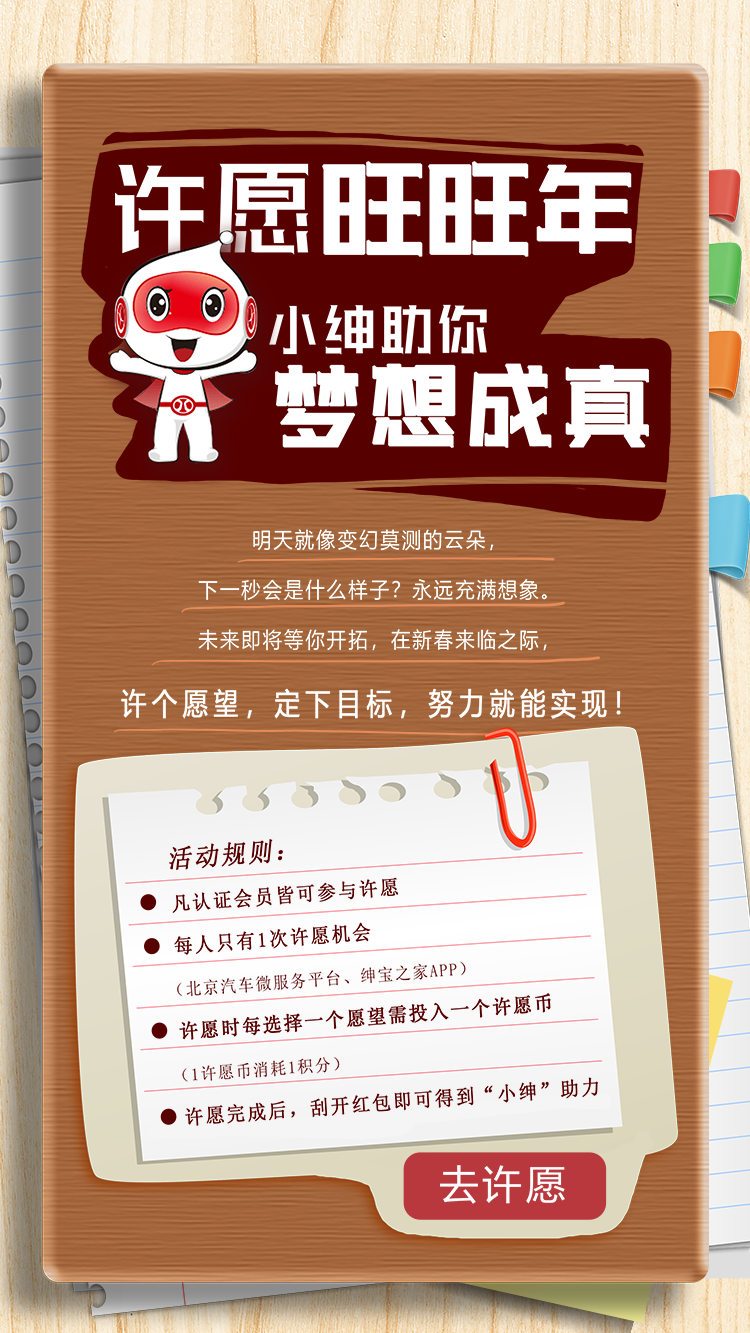 许愿旺旺年
小绅助你
梦想成真
明天就像变幻莫测的云朵，
下一秒会是什么样子？永远充满想象。
未来即将等你开拓，在新春来临之际，
许个愿望，定下目标，努力就能实现！
活动规则：
● 凡认证会员皆可参与许愿
● 每人只有1次许愿机会
（北京汽车微服务平台、绅宝之家APP）
● 许愿时每选择一个愿望需投入一个许愿币
（1许愿币消耗1积分）
● 许愿完成后，刮开红包即可得到“小绅”助力
去许愿